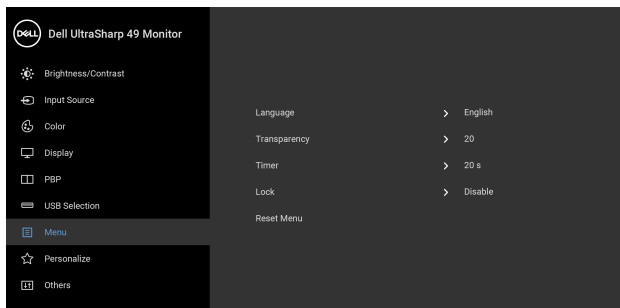 DELL Dell UltraSharp 49 Monitor
Brightness/Contrast
Input Source
Color
Display
PBP
USB Selection
Menu
Personalize
Others
Language English
Transparency 20
Timer 20 s
Lock Disable
Reset Menu